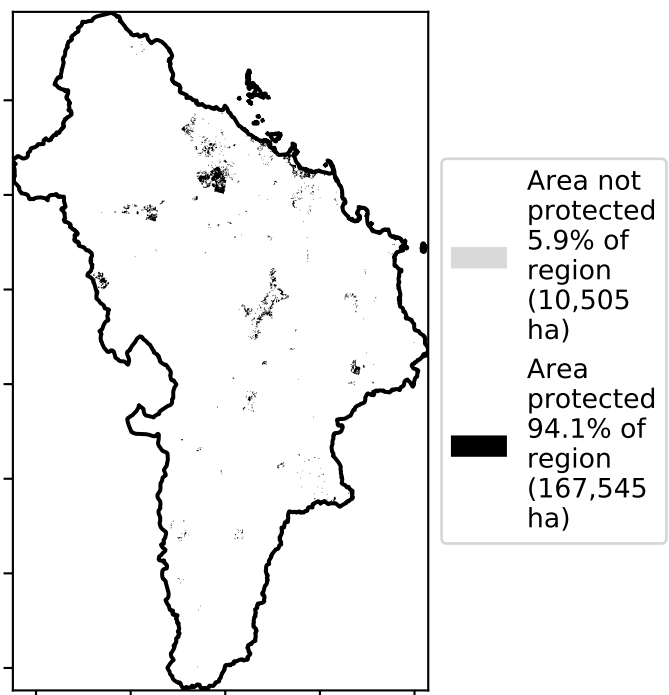 Area not
protected
5.9% of
region
(10,505
ha)
Area
protected
94.1% of
region
(167,545
ha)